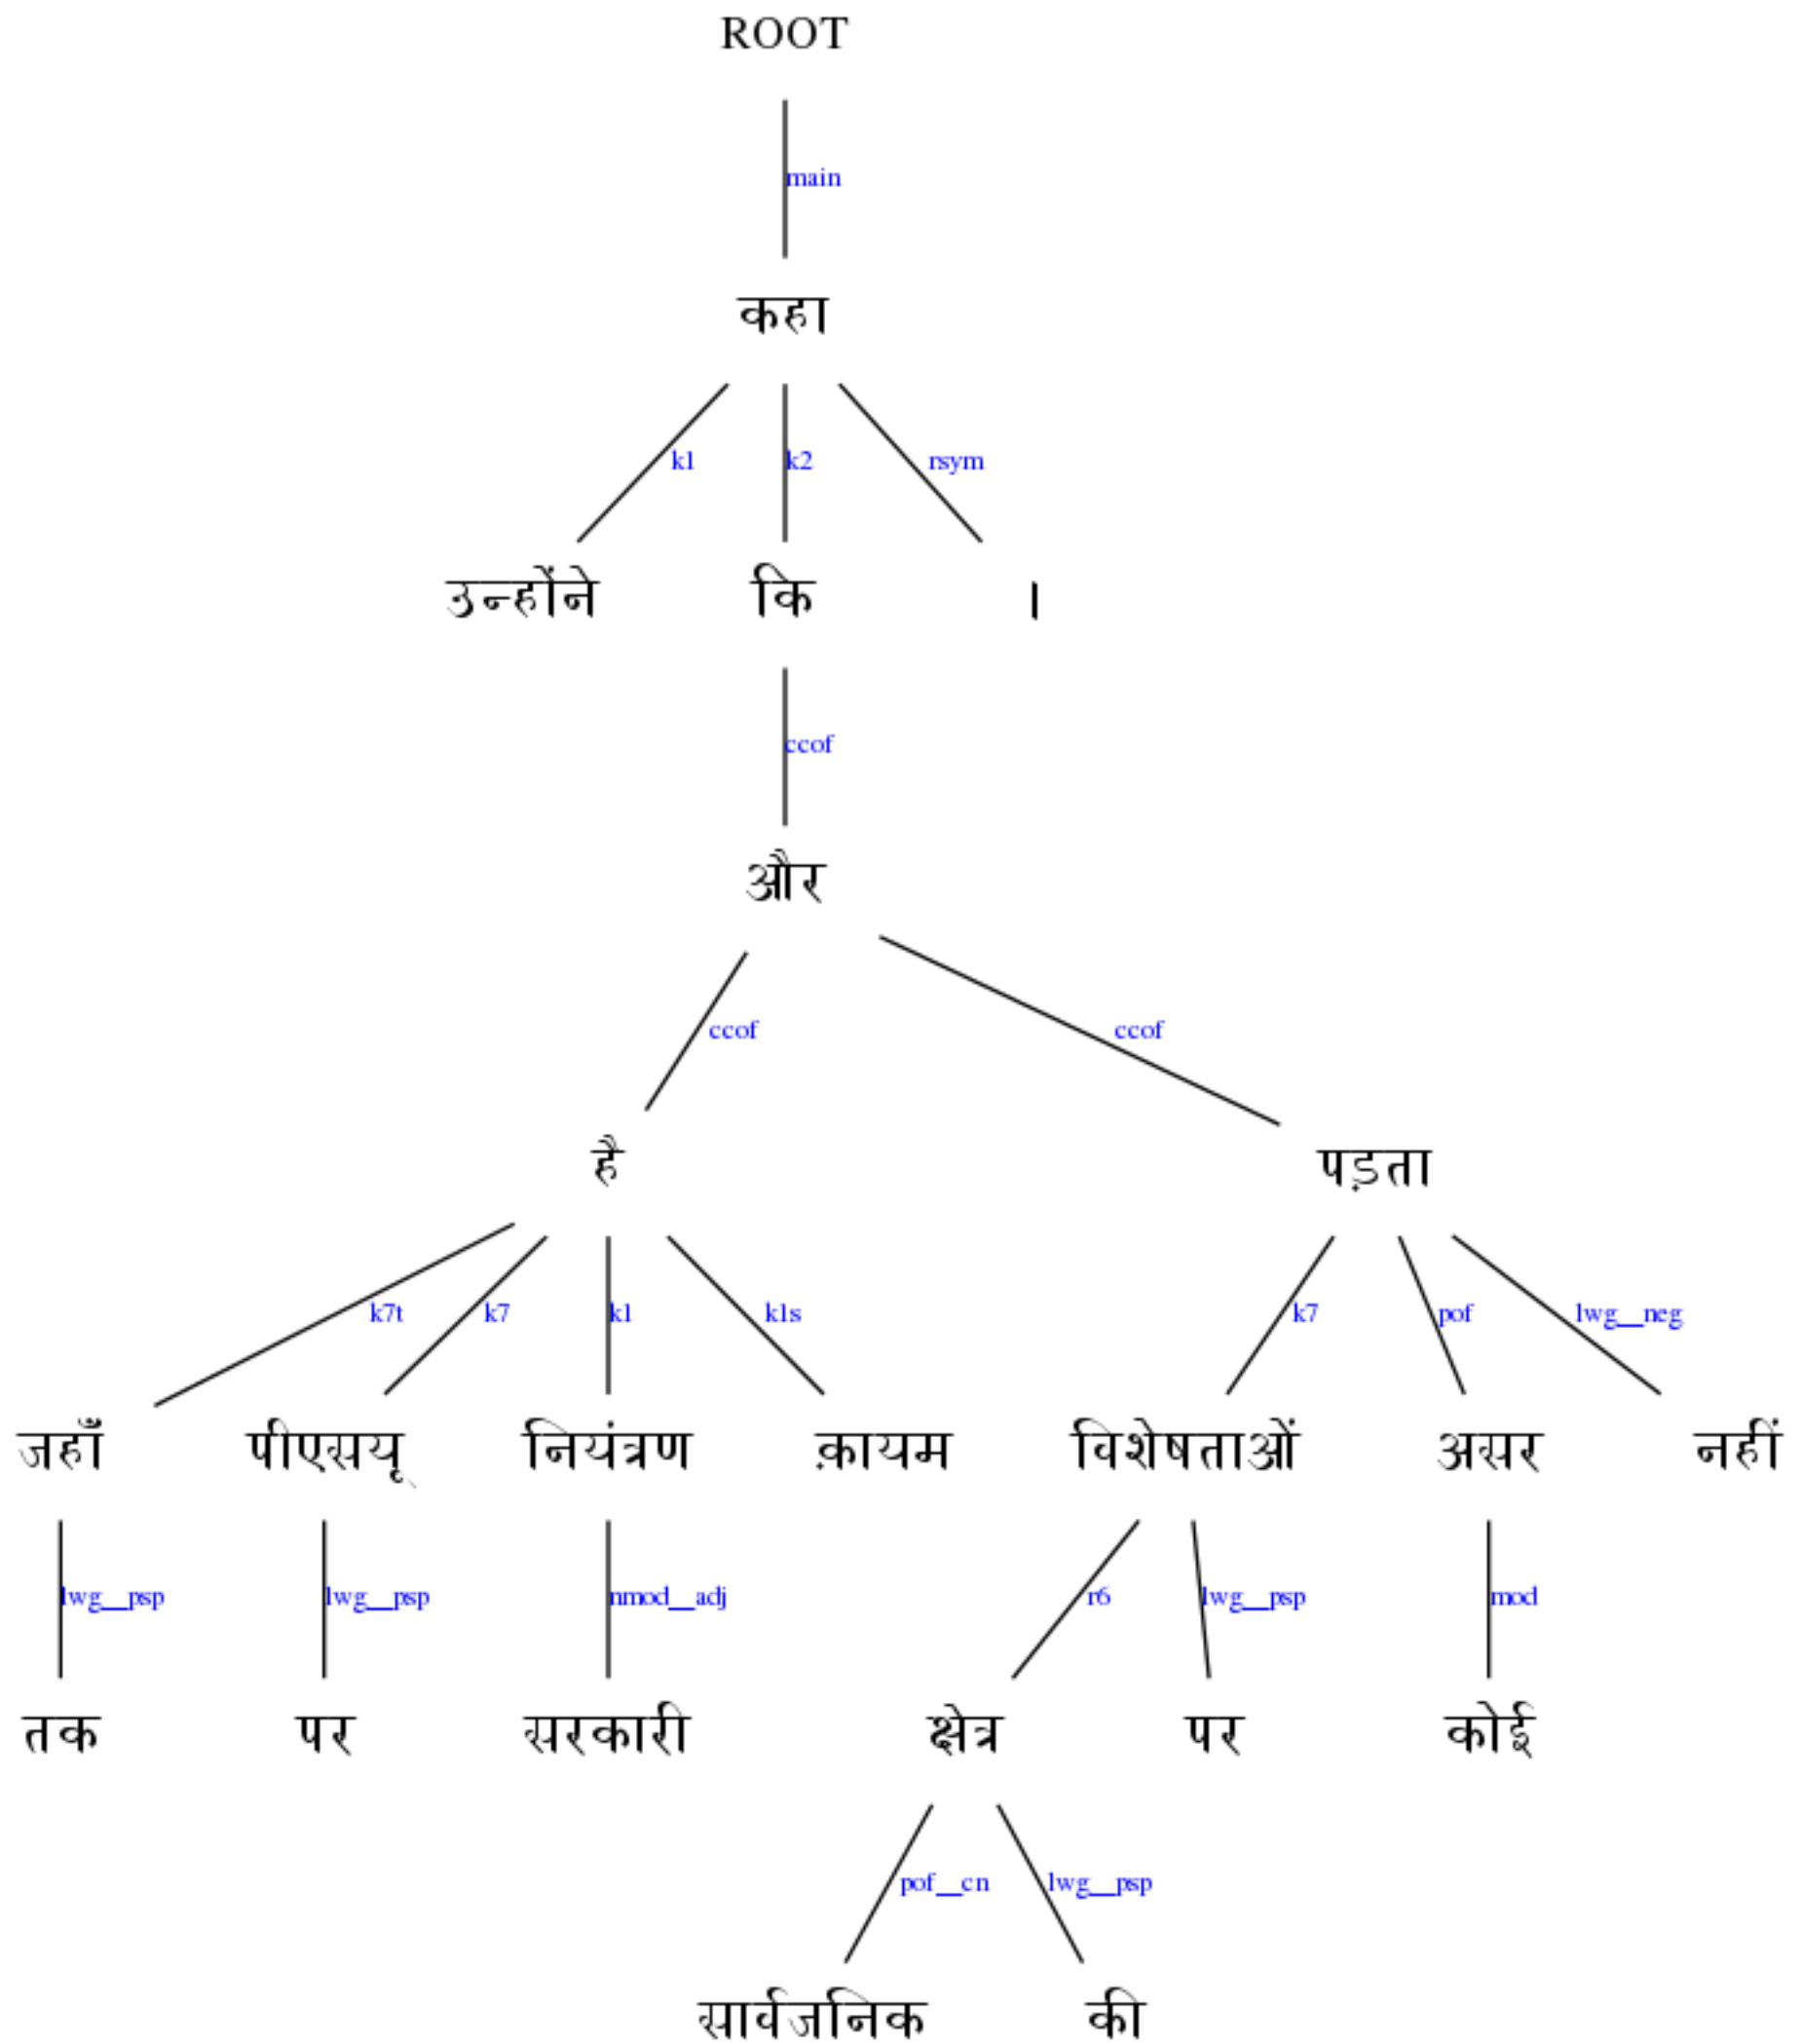 ROOT
main
कहा
k1 k2 rsym
उन्होंने कि ।
ccof
और
ccof ccof
है पड़ता
k7t k7 k1 k1s k7 pof lwg__neg
जहाँ पीएसयू नियंत्रण क़ायम विशेषताओं असर नहीं
lwg__psp lwg__psp nmod__adj r6 lwg__psp mod
तक पर सरकारी क्षेत्र पर कोई
pof__cn lwg__psp
सार्वजनिक की